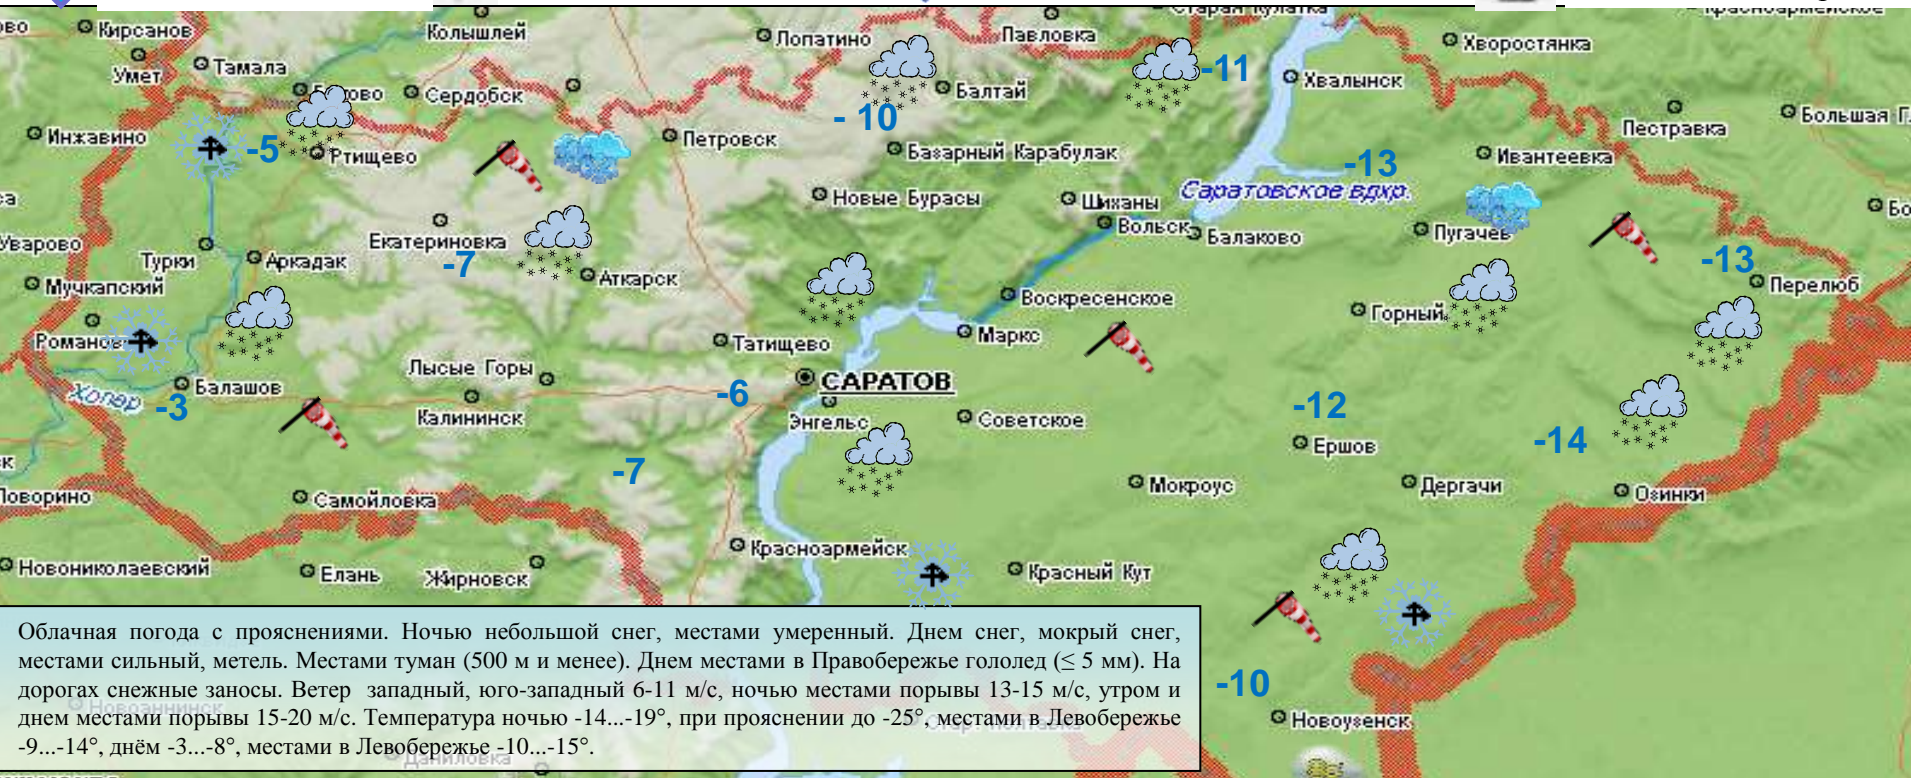 Старая Кулатка
Красноармейское
Кирсанов
Колышлей
Лопатино
Павловка
Хворостянка
Умет
Тамала
-11
Хвалынск
Сердобск
Балтай
- 10
Пестравка
Большая Г
Инжавино
-5
Ртищево
Петровск
Базарный Карабулак
-13
Ивантеевка
Саратовское вдхр.
Новые Бурасы
Шиханы
Вольск
Балаково
Пугачев
Уварово
Турки
Аркадак
Екатериновка
-7
Аткарск
-13
Перелюб
Мучкапский
Воскресенское
Горный
Романов
Татищево
Маркс
Лысые Горы
САРАТОВ
Балашов
Хопер
-3
-6
Калининск
Энгельс
Советское
-12
Ершов
-14
-7
Поворино
Самойловка
Мокроус
Дергачи
Озинки
Новониколаевский
Елань
Жирновск
Красноармейск
Красный Кут
Облачная погода с прояснениями. Ночью небольшой снег, местами умеренный. Днем снег, мокрый снег,
местами сильный, метель. Местами туман (500 м и менее). Днем местами в Правобережье гололед (≤ 5 мм). На
дорогах снежные заносы. Ветер западный, юго-западный 6-11 м/с, ночью местами порывы 13-15 м/с, утром и
днем местами порывы 15-20 м/с. Температура ночью -14...-19°, при прояснении до -25°, местами в Левобережье
-9...-14°, днём -3...-8°, местами в Левобережье -10...-15°.
-10
Новоузенск
Новоаннинск
Даниловка